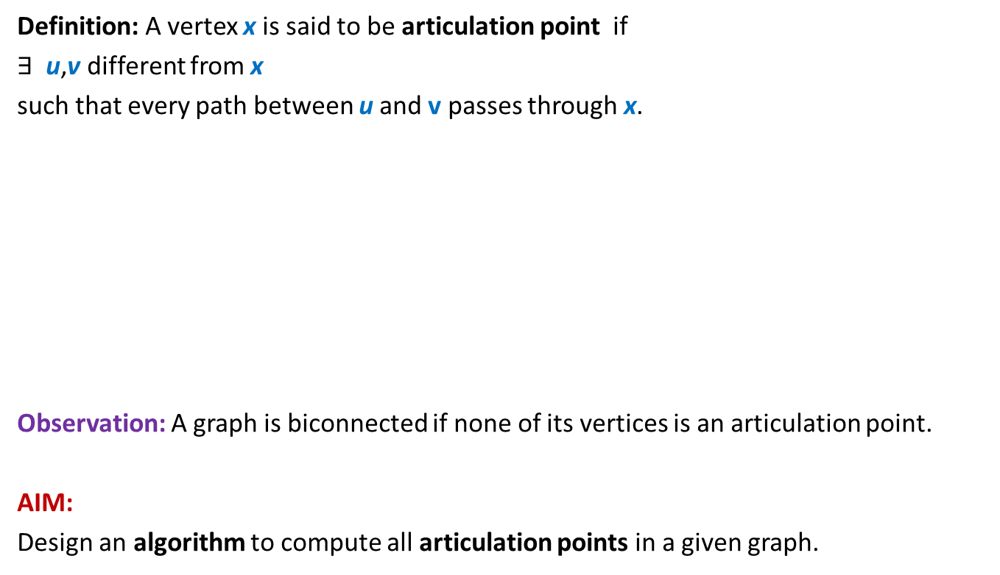 Definition: A vertex x is said to be articulation point if
∃ u,v different from x
such that every path between u and v passes through x.
Observation: A graph is biconnected if none of its vertices is an articulation point.
AIM:
Design an algorithm to compute all articulation points in a given graph.